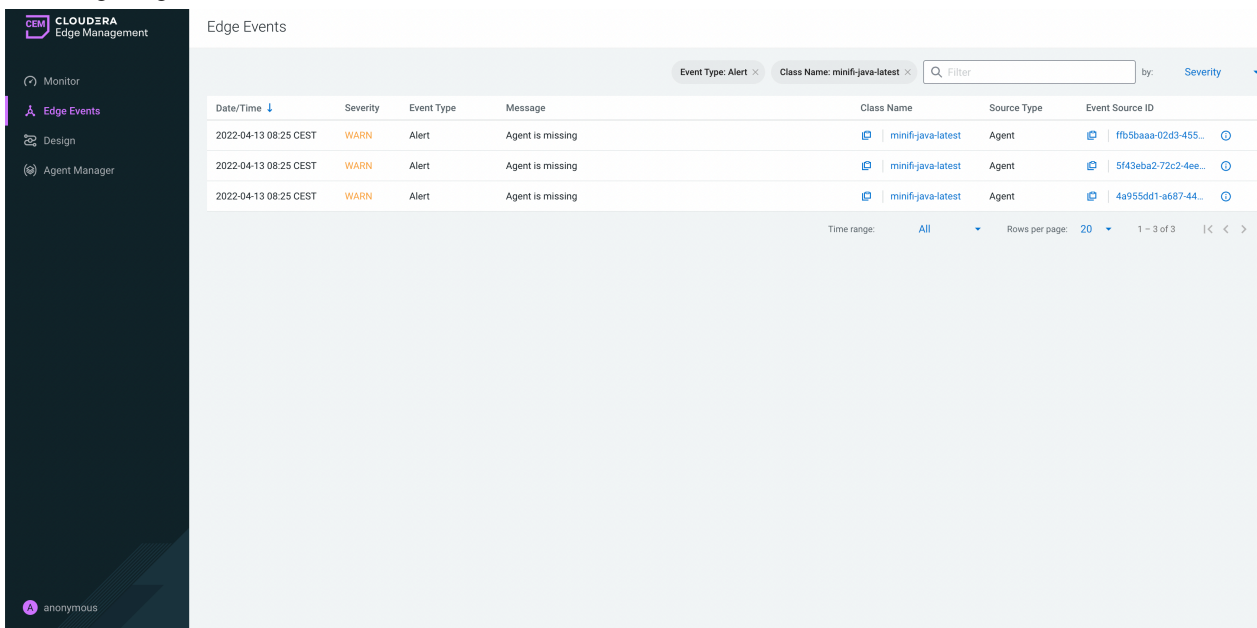 CEM CLOUDERA
Edge Management
Monitor
Edge Events
Design
Agent Manager
A anonymous
Edge Events
Event Type: Alert × Class Name: minifi-java-latest × Filter by: Severity
Date/Time ↓ Severity Event Type Message Class Name Source Type Event Source ID
2022-04-13 08:25 CEST WARN Alert Agent is missing minifi-java-latest Agent ffb5baaa-02d3-455...
2022-04-13 08:25 CEST WARN Alert Agent is missing minifi-java-latest Agent 5f43eba2-72c2-4ee...
2022-04-13 08:25 CEST WARN Alert Agent is missing minifi-java-latest Agent 4a955dd1-a687-44...
Time range: All Rows per page: 20 1 – 3 of 3